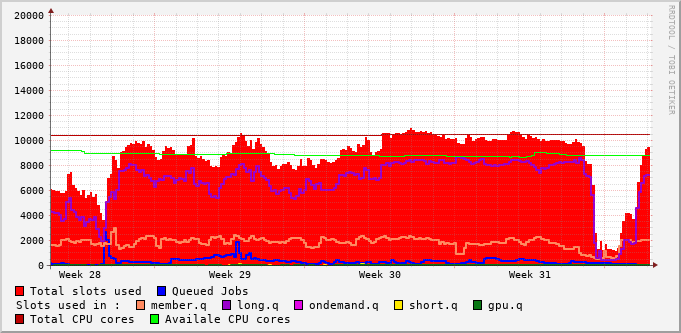 20000
18000
16000
14000
12000
10000
8000
6000
4000
2000
0
Week 28 Week 29 Week 30 Week 31
RRDTOOL / TOBI OETIKER
Total slots used Queued Jobs
Slots used in : member.q long.q ondemand.q short.q gpu.q
Total CPU cores Availale CPU cores